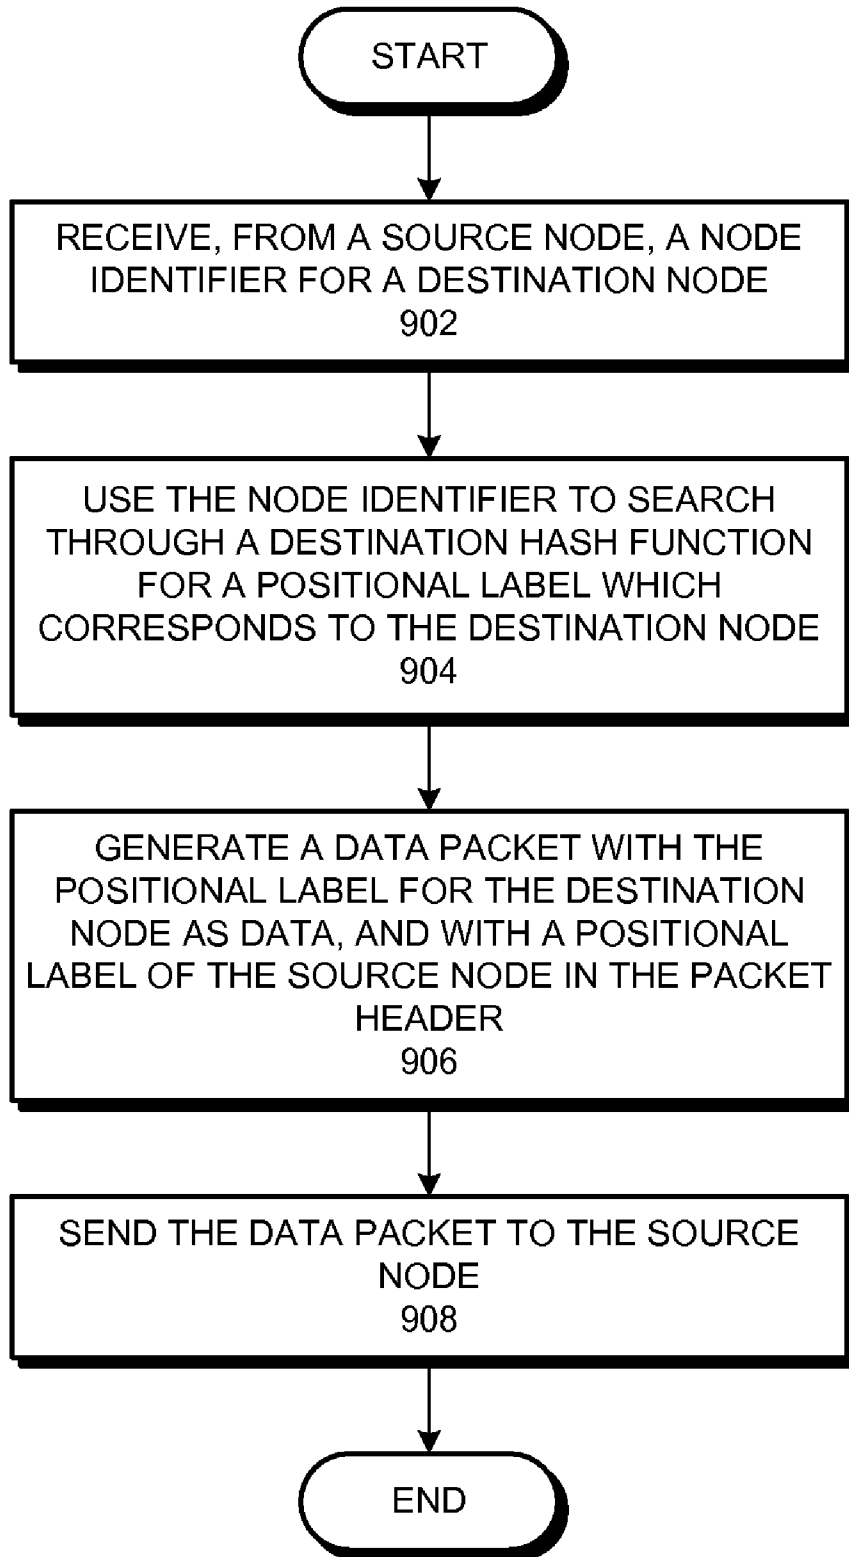 START
RECEIVE, FROM A SOURCE NODE, A NODE
IDENTIFIER FOR A DESTINATION NODE
902
USE THE NODE IDENTIFIER TO SEARCH
THROUGH A DESTINATION HASH FUNCTION
FOR A POSITIONAL LABEL WHICH
CORRESPONDS TO THE DESTINATION NODE
904
GENERATE A DATA PACKET WITH THE
POSITIONAL LABEL FOR THE DESTINATION
NODE AS DATA, AND WITH A POSITIONAL
LABEL OF THE SOURCE NODE IN THE PACKET
HEADER
906
SEND THE DATA PACKET TO THE SOURCE
NODE
908
END